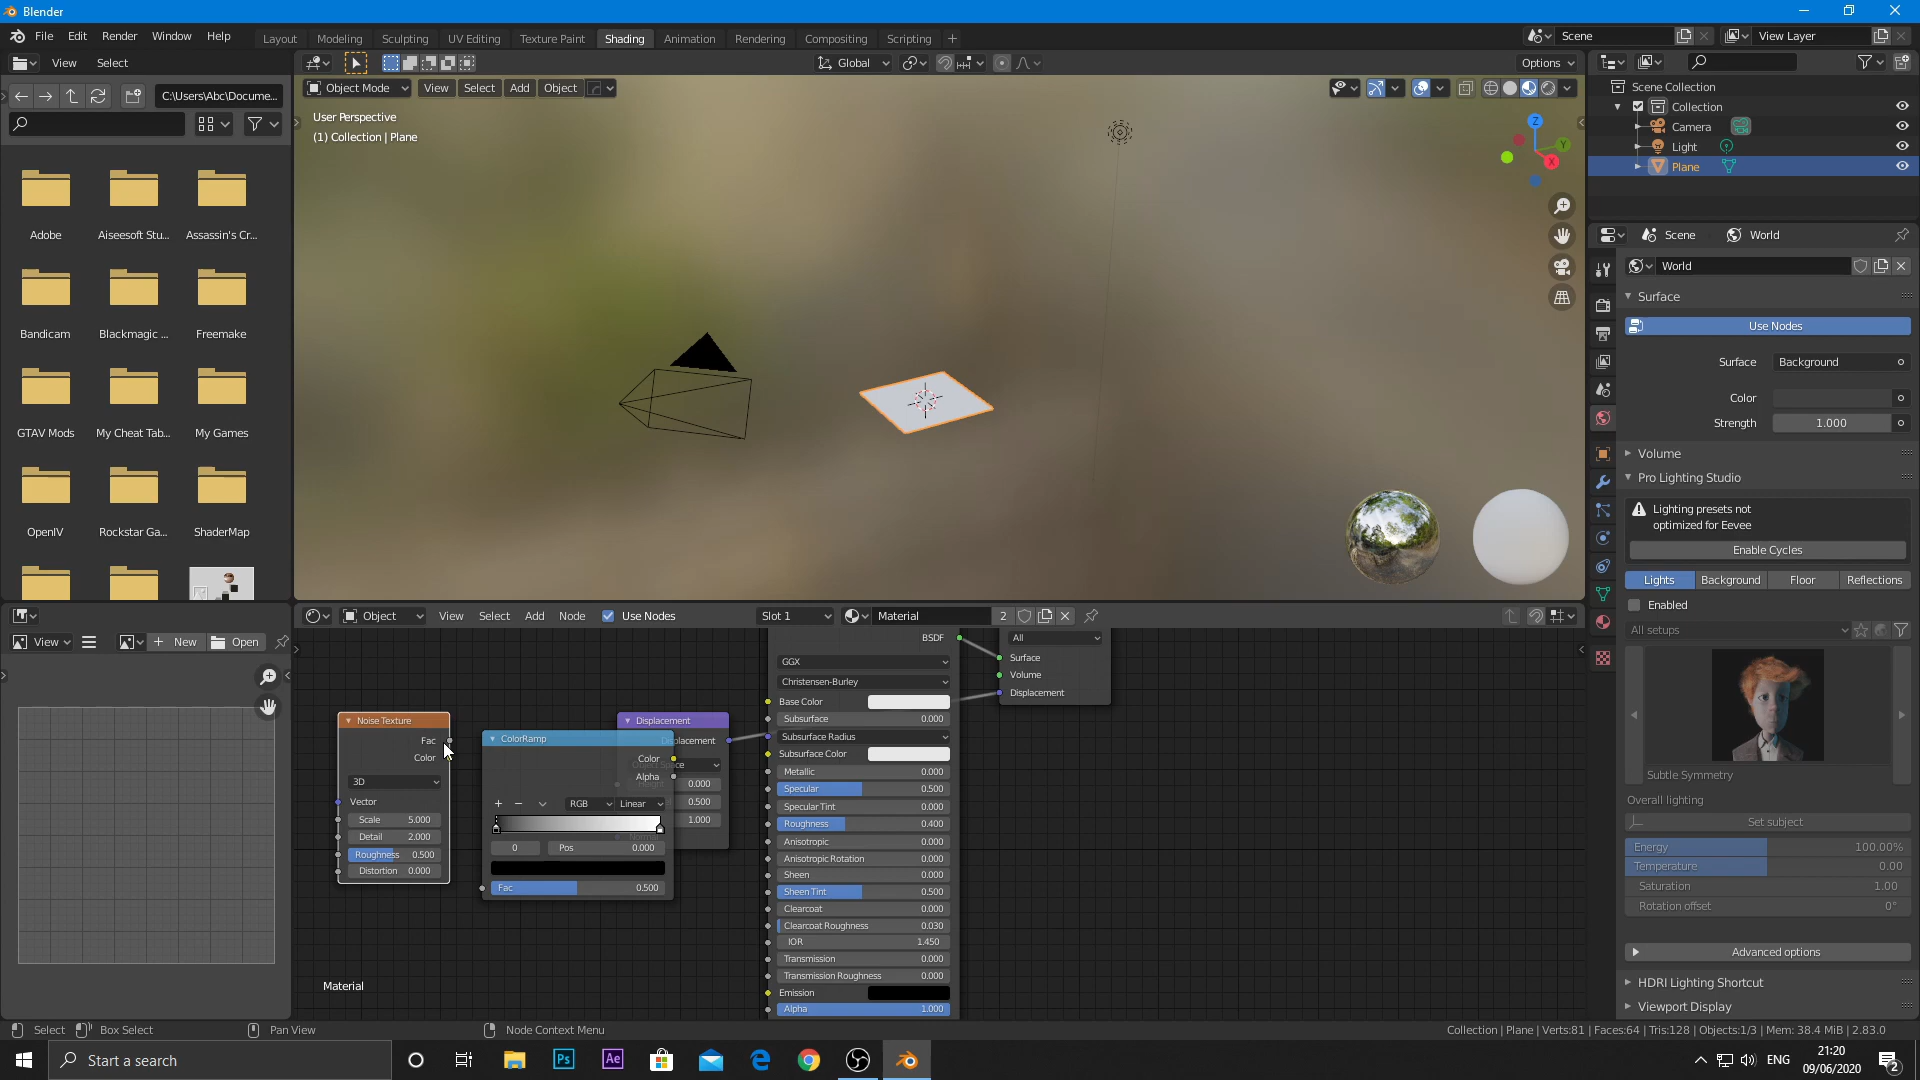 Blender
File Edit Render Window Help
Layout Modeling Sculpting UV Editing Texture Paint Shading Animation Rendering Compositing Scripting
Scene
View Layer
View Select
Global
Options
C:\Users\Abc\Docume...
Object Mode View Select Add Object
User Perspective
(1) Collection | Plane
Z
Y
X
Adobe
Aiseesoft Stu...
Assassin's Cr...
Bandicam
Blackmagic ...
Freemake
GTAV Mods
My Cheat Tab...
My Games
OpenIV
Rockstar Ga...
ShaderMap
Scene Collection
Collection
Camera
Light
Plane
Scene World
World
Surface
Use Nodes
Surface Background
Color
Strength 1.000
Volume
Pro Lighting Studio
Lighting presets not
optimized for Eevee
Enable Cycles
Lights Background Floor Reflections
Enabled
All setups
Subtle Symmetry
Overall lighting
Set subject
Energy 100.00%
Temperature 0.00
Saturation 1.00
Rotation offset 0°
Advanced options
HDRI Lighting Shortcut
Viewport Display
View New Open
Object View Select Add Node Use Nodes Slot 1 Material 2
Noise Texture
Fac
Color
3D
Vector
Scale 5.000
Detail 2.000
Roughness 0.500
Distortion 0.000
ColorRamp
Color
Alpha
RGB Linear
0 Pos 0.000
Fac 0.500
Displacement
0.000
0.500
1.000
BSDF
GGX
Christensen-Burley
Base Color
Subsurface 0.000
Subsurface Radius
Subsurface Color
Metallic 0.000
Specular 0.500
Specular Tint 0.000
Roughness 0.400
Anisotropic 0.000
Anisotropic Rotation 0.000
Sheen 0.000
Sheen Tint 0.500
Clearcoat 0.000
Clearcoat Roughness 0.030
IOR 1.450
Transmission 0.000
Transmission Roughness 0.000
Emission
Alpha 1.000
All
Surface
Volume
Displacement
Material
Select Box Select Pan View Node Context Menu
Collection | Plane | Verts:81 | Faces:64 | Tris:128 | Objects:1/3 | Mem: 38.4 MiB | 2.83.0
Start a search
Ps
Ae
ENG
21:20
09/06/2020
2